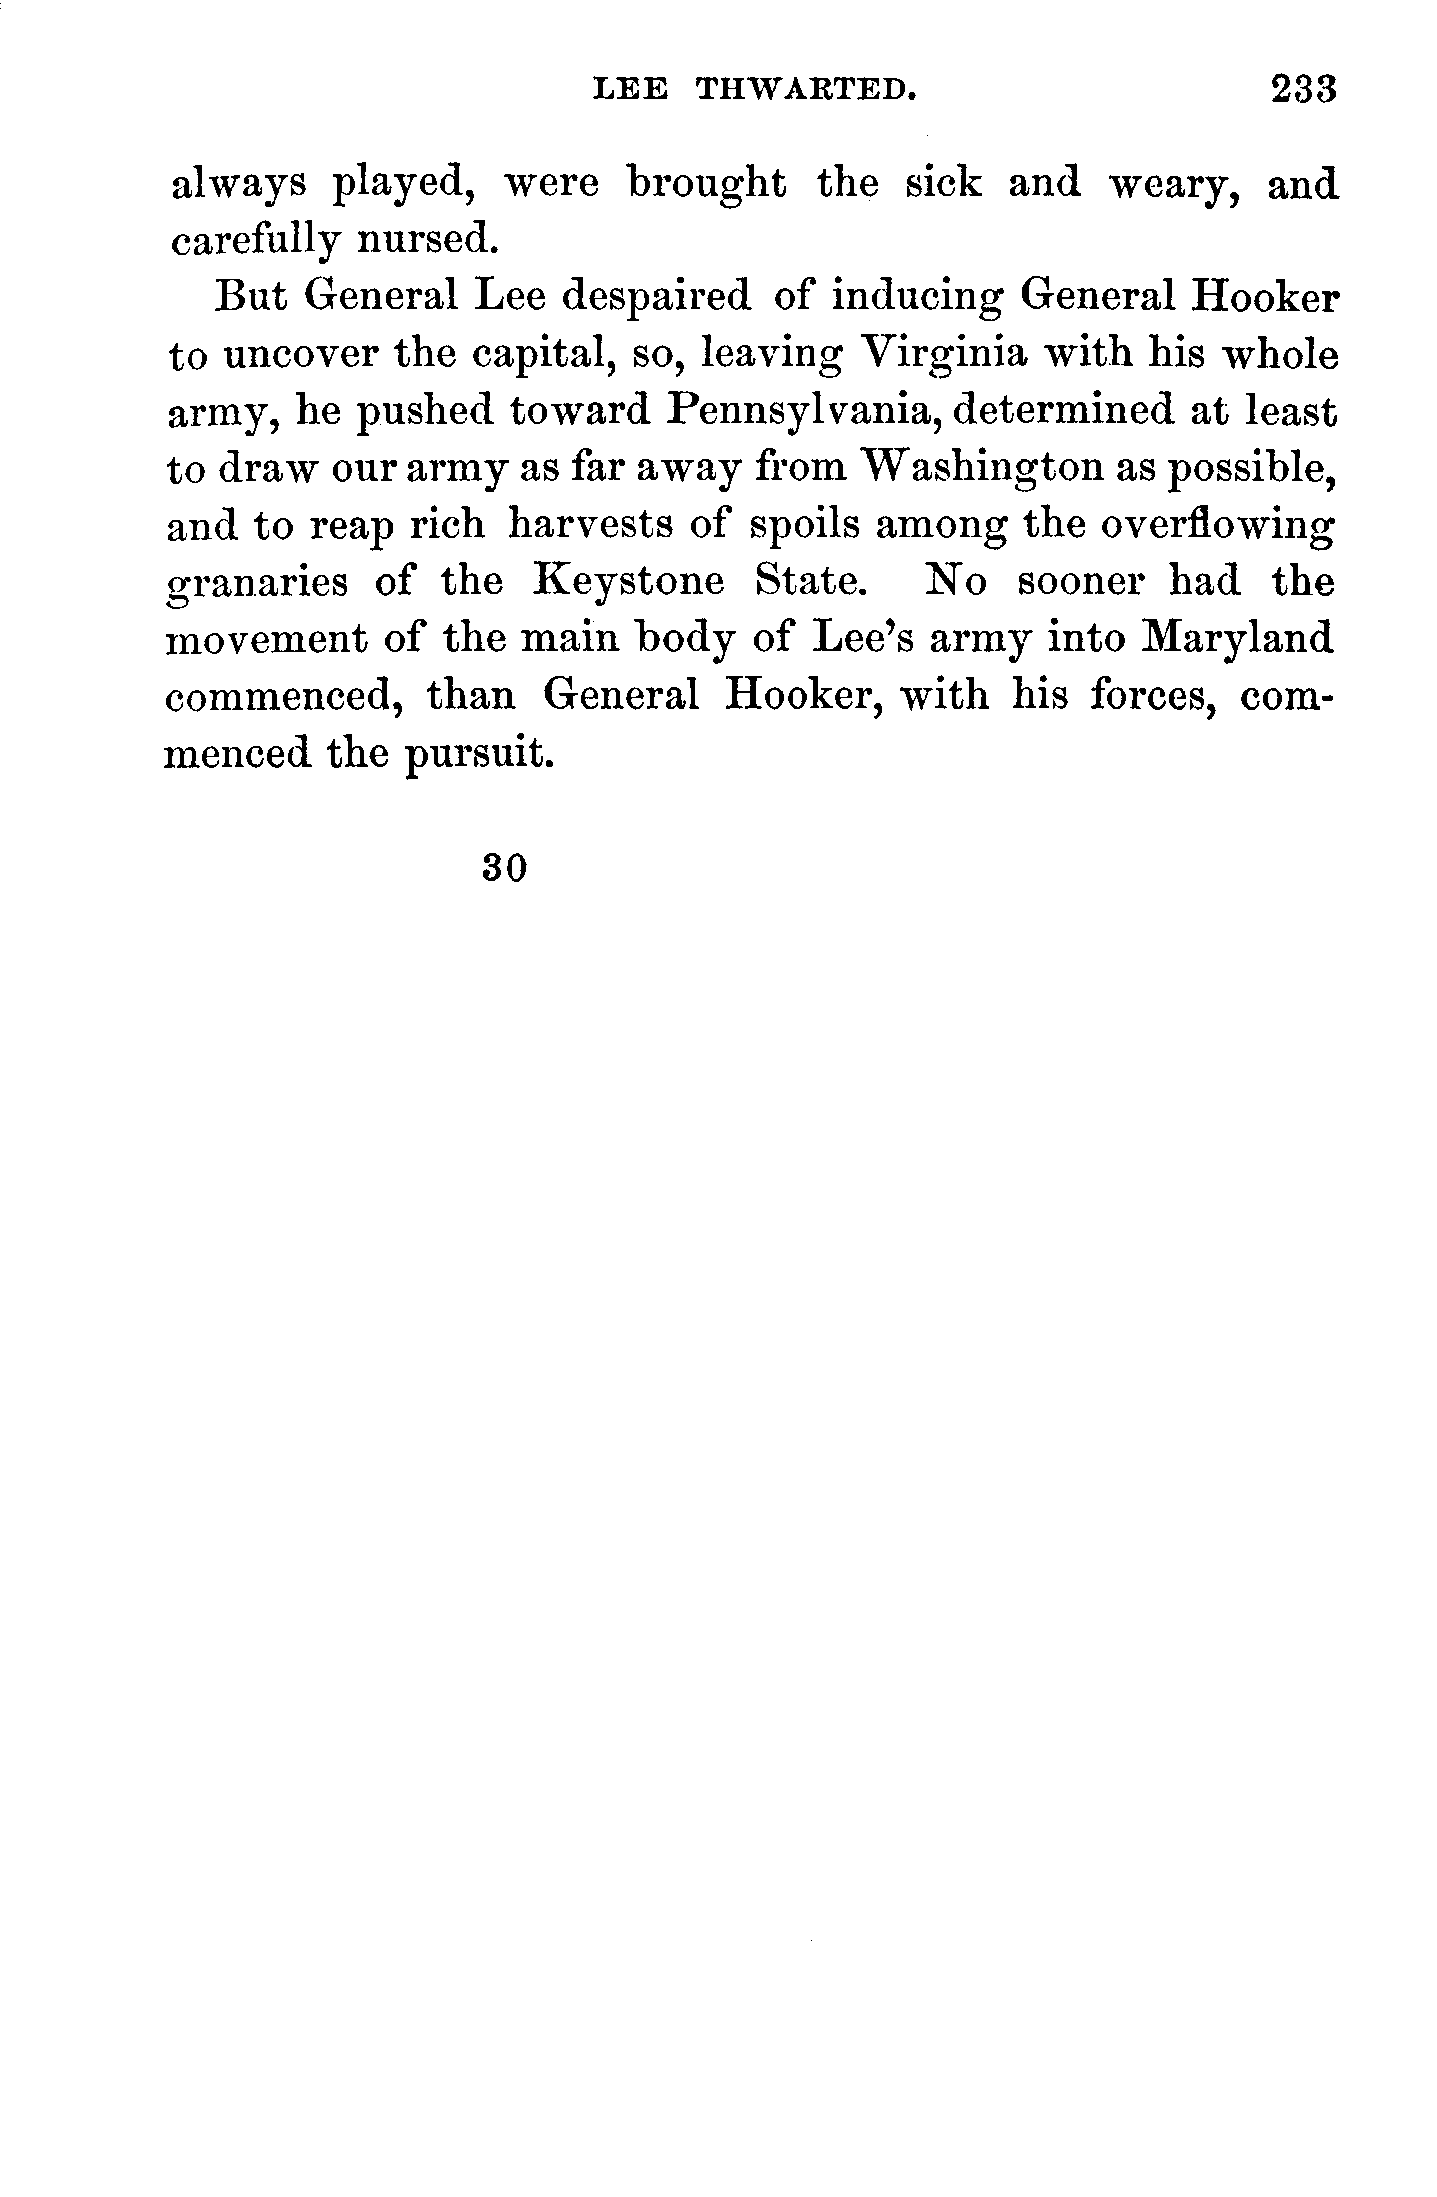 LEE THWARTED. 233
always played, were brought the sick and weary, and
carefully nursed.
But General Lee despaired of inducing General Hooker
to uncover the capital, so, leaving Virginia with his whole
army, he pushed toward Pennsylvania, determined at least
to draw our army as far away from Washington as possible,
and to reap rich harvests of spoils among the overflowing
granaries of the Keystone State. No sooner had the
movement of the main body of Lee's army into Maryland
commenced, than General Hooker, with his forces, com-
menced the pursuit.
30